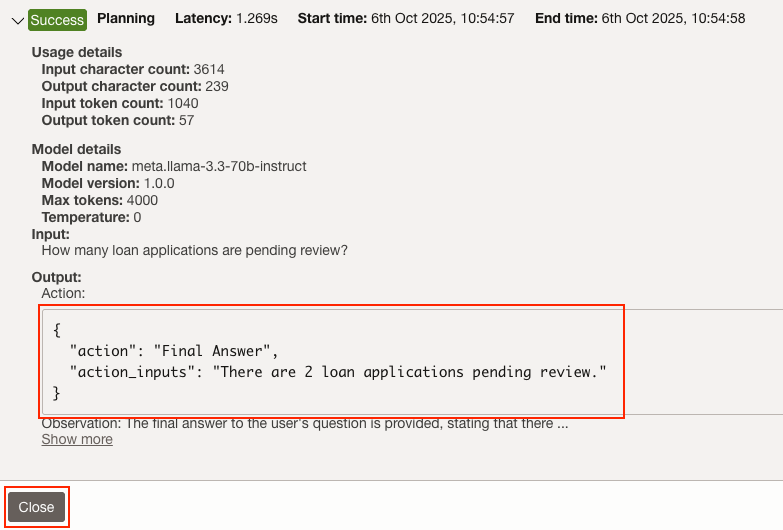 Success Planning Latency: 1.269s Start time: 6th Oct 2025, 10:54:57 End time: 6th Oct 2025, 10:54:58
Usage details
Input character count: 3614
Output character count: 239
Input token count: 1040
Output token count: 57
Model details
Model name: meta.llama-3.3-70b-instruct
Model version: 1.0.0
Max tokens: 4000
Temperature: 0
Input:
How many loan applications are pending review?
Output:
Action:
{
"action": "Final Answer",
"action_inputs": "There are 2 loan applications pending review."
}
Observation: The final answer to the user's question is provided, stating that there ...
Show more
Close